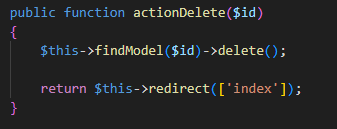 public function actionDelete($id)
{
    $this->findModel($id)->delete();

    return $this->redirect(['index']);
}